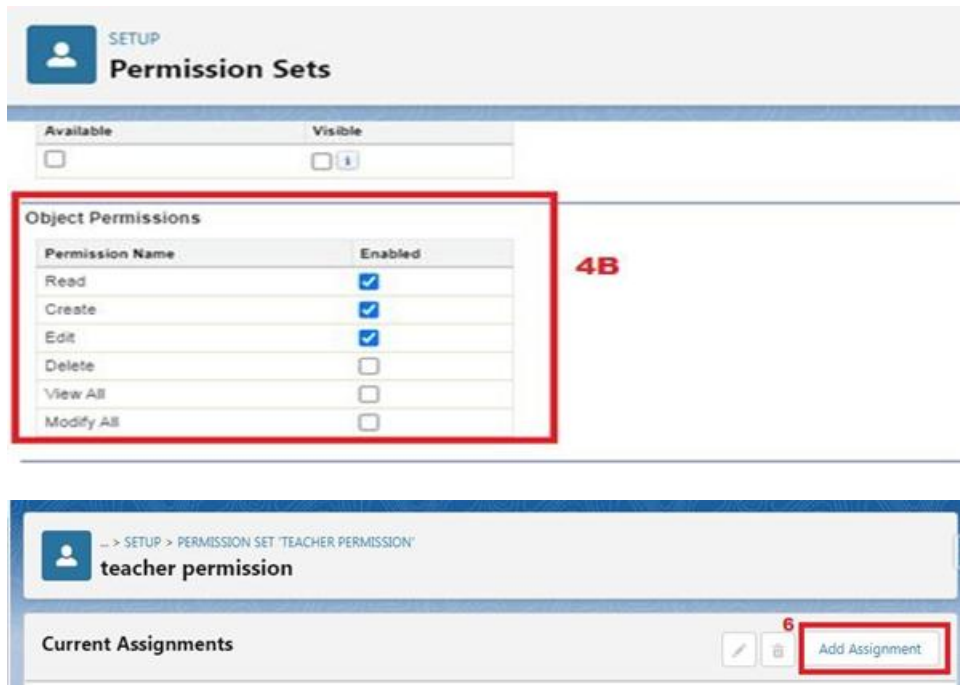 SETUP
Permission Sets
Available Visible
Object Permissions
Permission Name Enabled
4B
Read
Create
Edit
Delete
View All
Modify All
... > SETUP > PERMISSION SET 'TEACHER PERMISSION'
teacher permission
6
Current Assignments Add Assignment